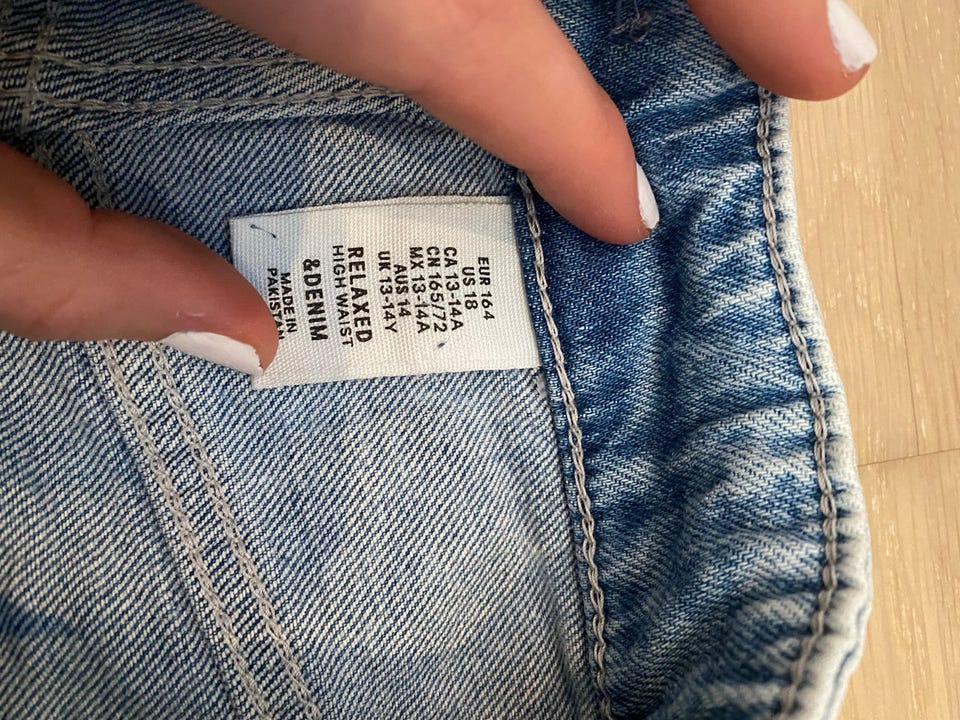 EUR 164
US 18
CA 13-14A
CN 165/72
MX 13-14A
AUS 14
UK 13-14Y
RELAXED
HIGH WAIST
&DENIM
MADE IN
PAKISTAN